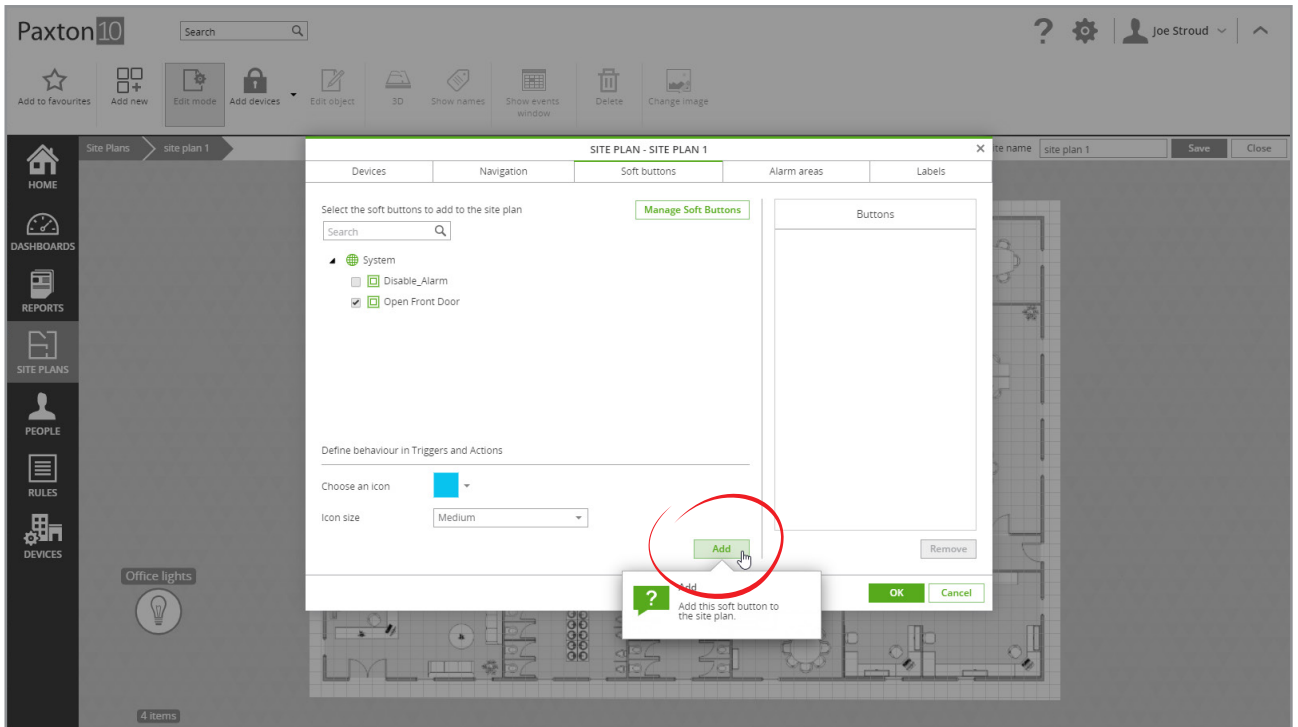 Paxton 10
Search
Joe Stroud
Add to favourites
Add new
Edit mode
Add devices
Edit object
3D
Show names
Show events
window
Delete
Change image
Site Plans
site plan 1
te name
site plan 1
Save
Close
HOME
DASHBOARDS
REPORTS
SITE PLANS
PEOPLE
RULES
DEVICES
SITE PLAN - SITE PLAN 1
Devices
Navigation
Soft buttons
Alarm areas
Labels
Select the soft buttons to add to the site plan
Manage Soft Buttons
Search
System
Disable_Alarm
Open Front Door
Buttons
Define behaviour in Triggers and Actions
Choose an icon
Icon size
Medium
Add
Remove
Add
Add this soft button to
the site plan.
OK
Cancel
Office lights
4 items